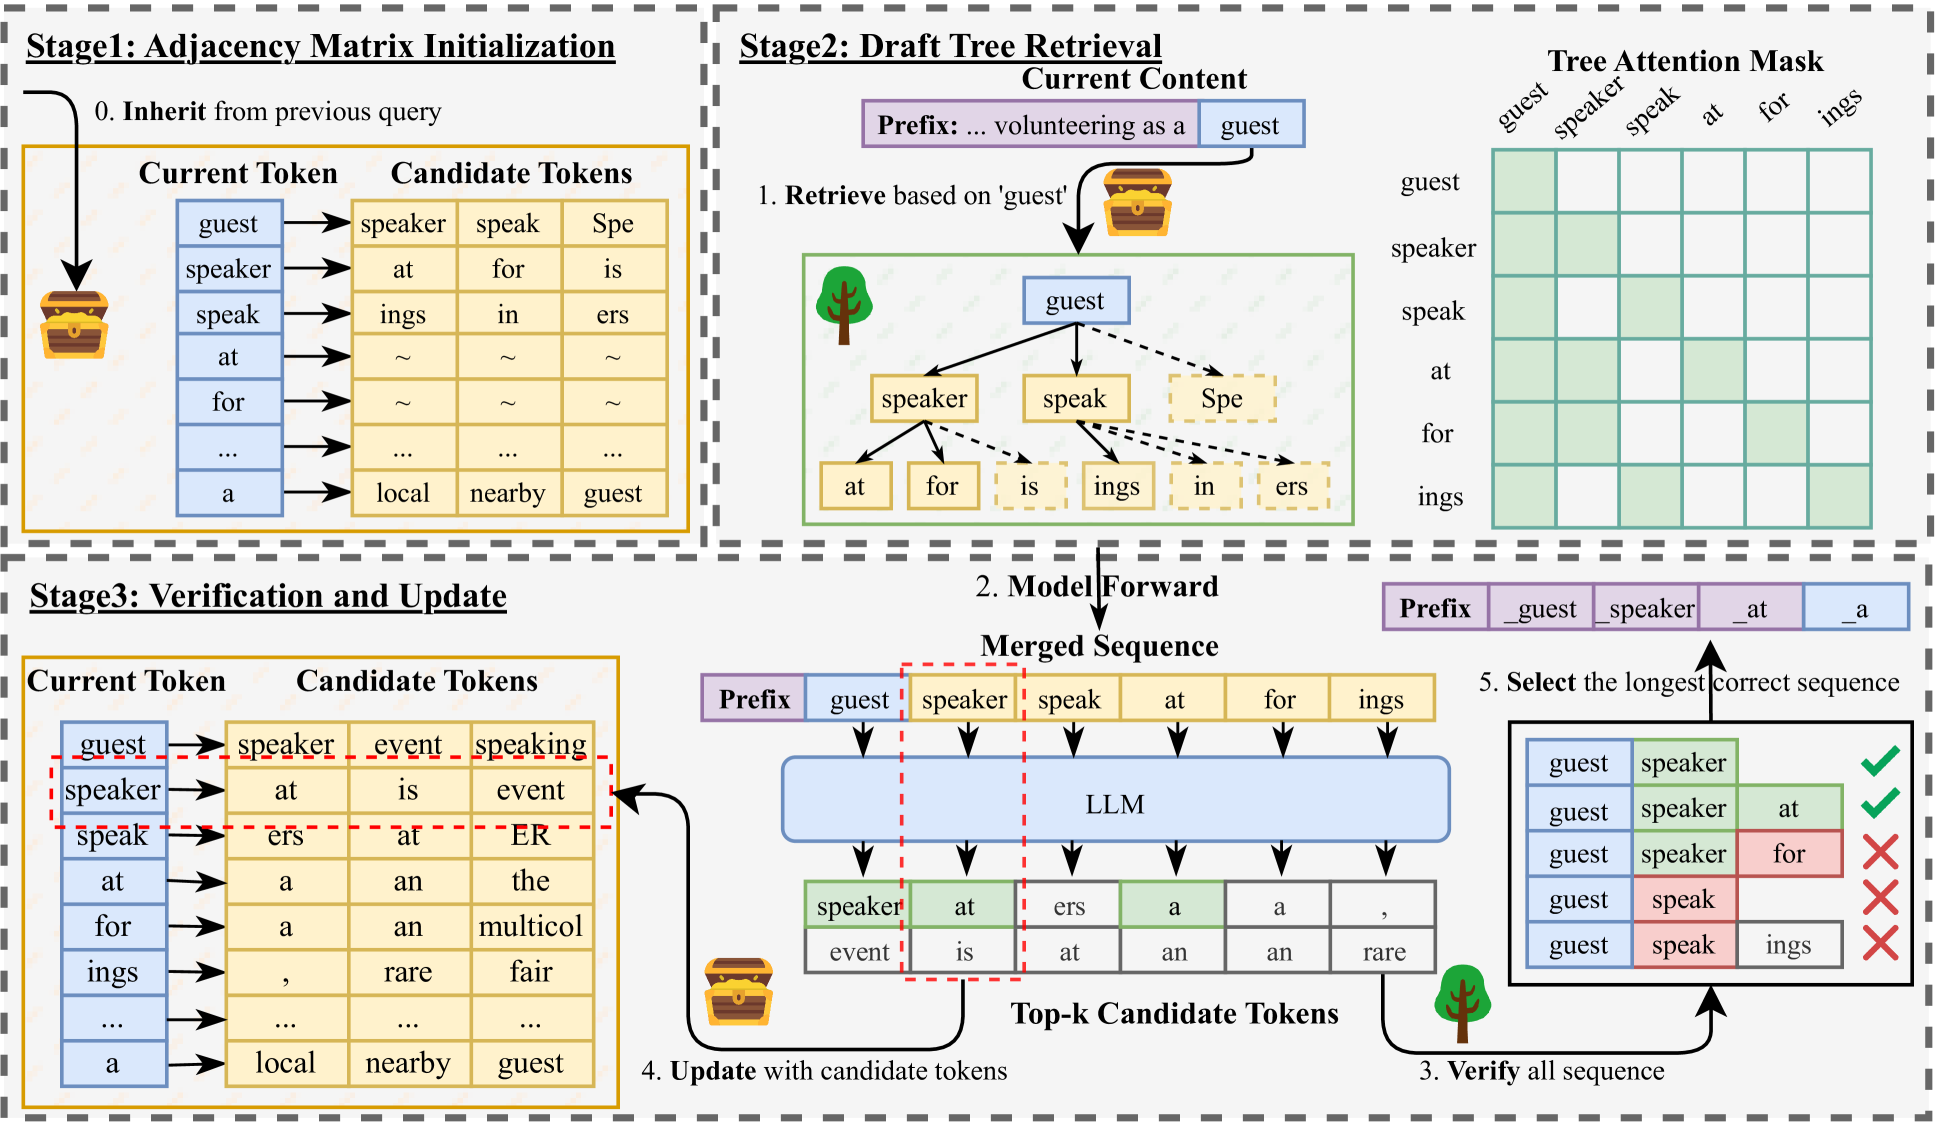 Stage1: Adjacency Matrix Initialization
0. Inherit from previous query
Current Token Candidate Tokens
guest speaker speak Spe
speaker at for is
speak ings in ers
at ~ ~ ~
for ~ ~ ~
... ... ... ...
a local nearby guest
Stage2: Draft Tree Retrieval
Current Content
Prefix: ... volunteering as a guest
1. Retrieve based on 'guest'
guest
speaker speak Spe
at for is ings in ers
Tree Attention Mask
guest speaker speak at for ings
guest
speaker
speak
at
for
ings
Stage3: Verification and Update
Current Token Candidate Tokens
guest speaker event speaking
speaker at is event
speak ers at ER
at a an the
for a an multicol
ings , rare fair
... ... ... ...
a local nearby guest
2. Model Forward
Merged Sequence
Prefix guest speaker speak at for ings
LLM
speaker at ers a a ,
event is at an an rare
Top-k Candidate Tokens
4. Update with candidate tokens
3. Verify all sequence
Prefix _guest _speaker _at _a
5. Select the longest correct sequence
guest speaker
guest speaker at
guest speaker for
guest speak
guest speak ings